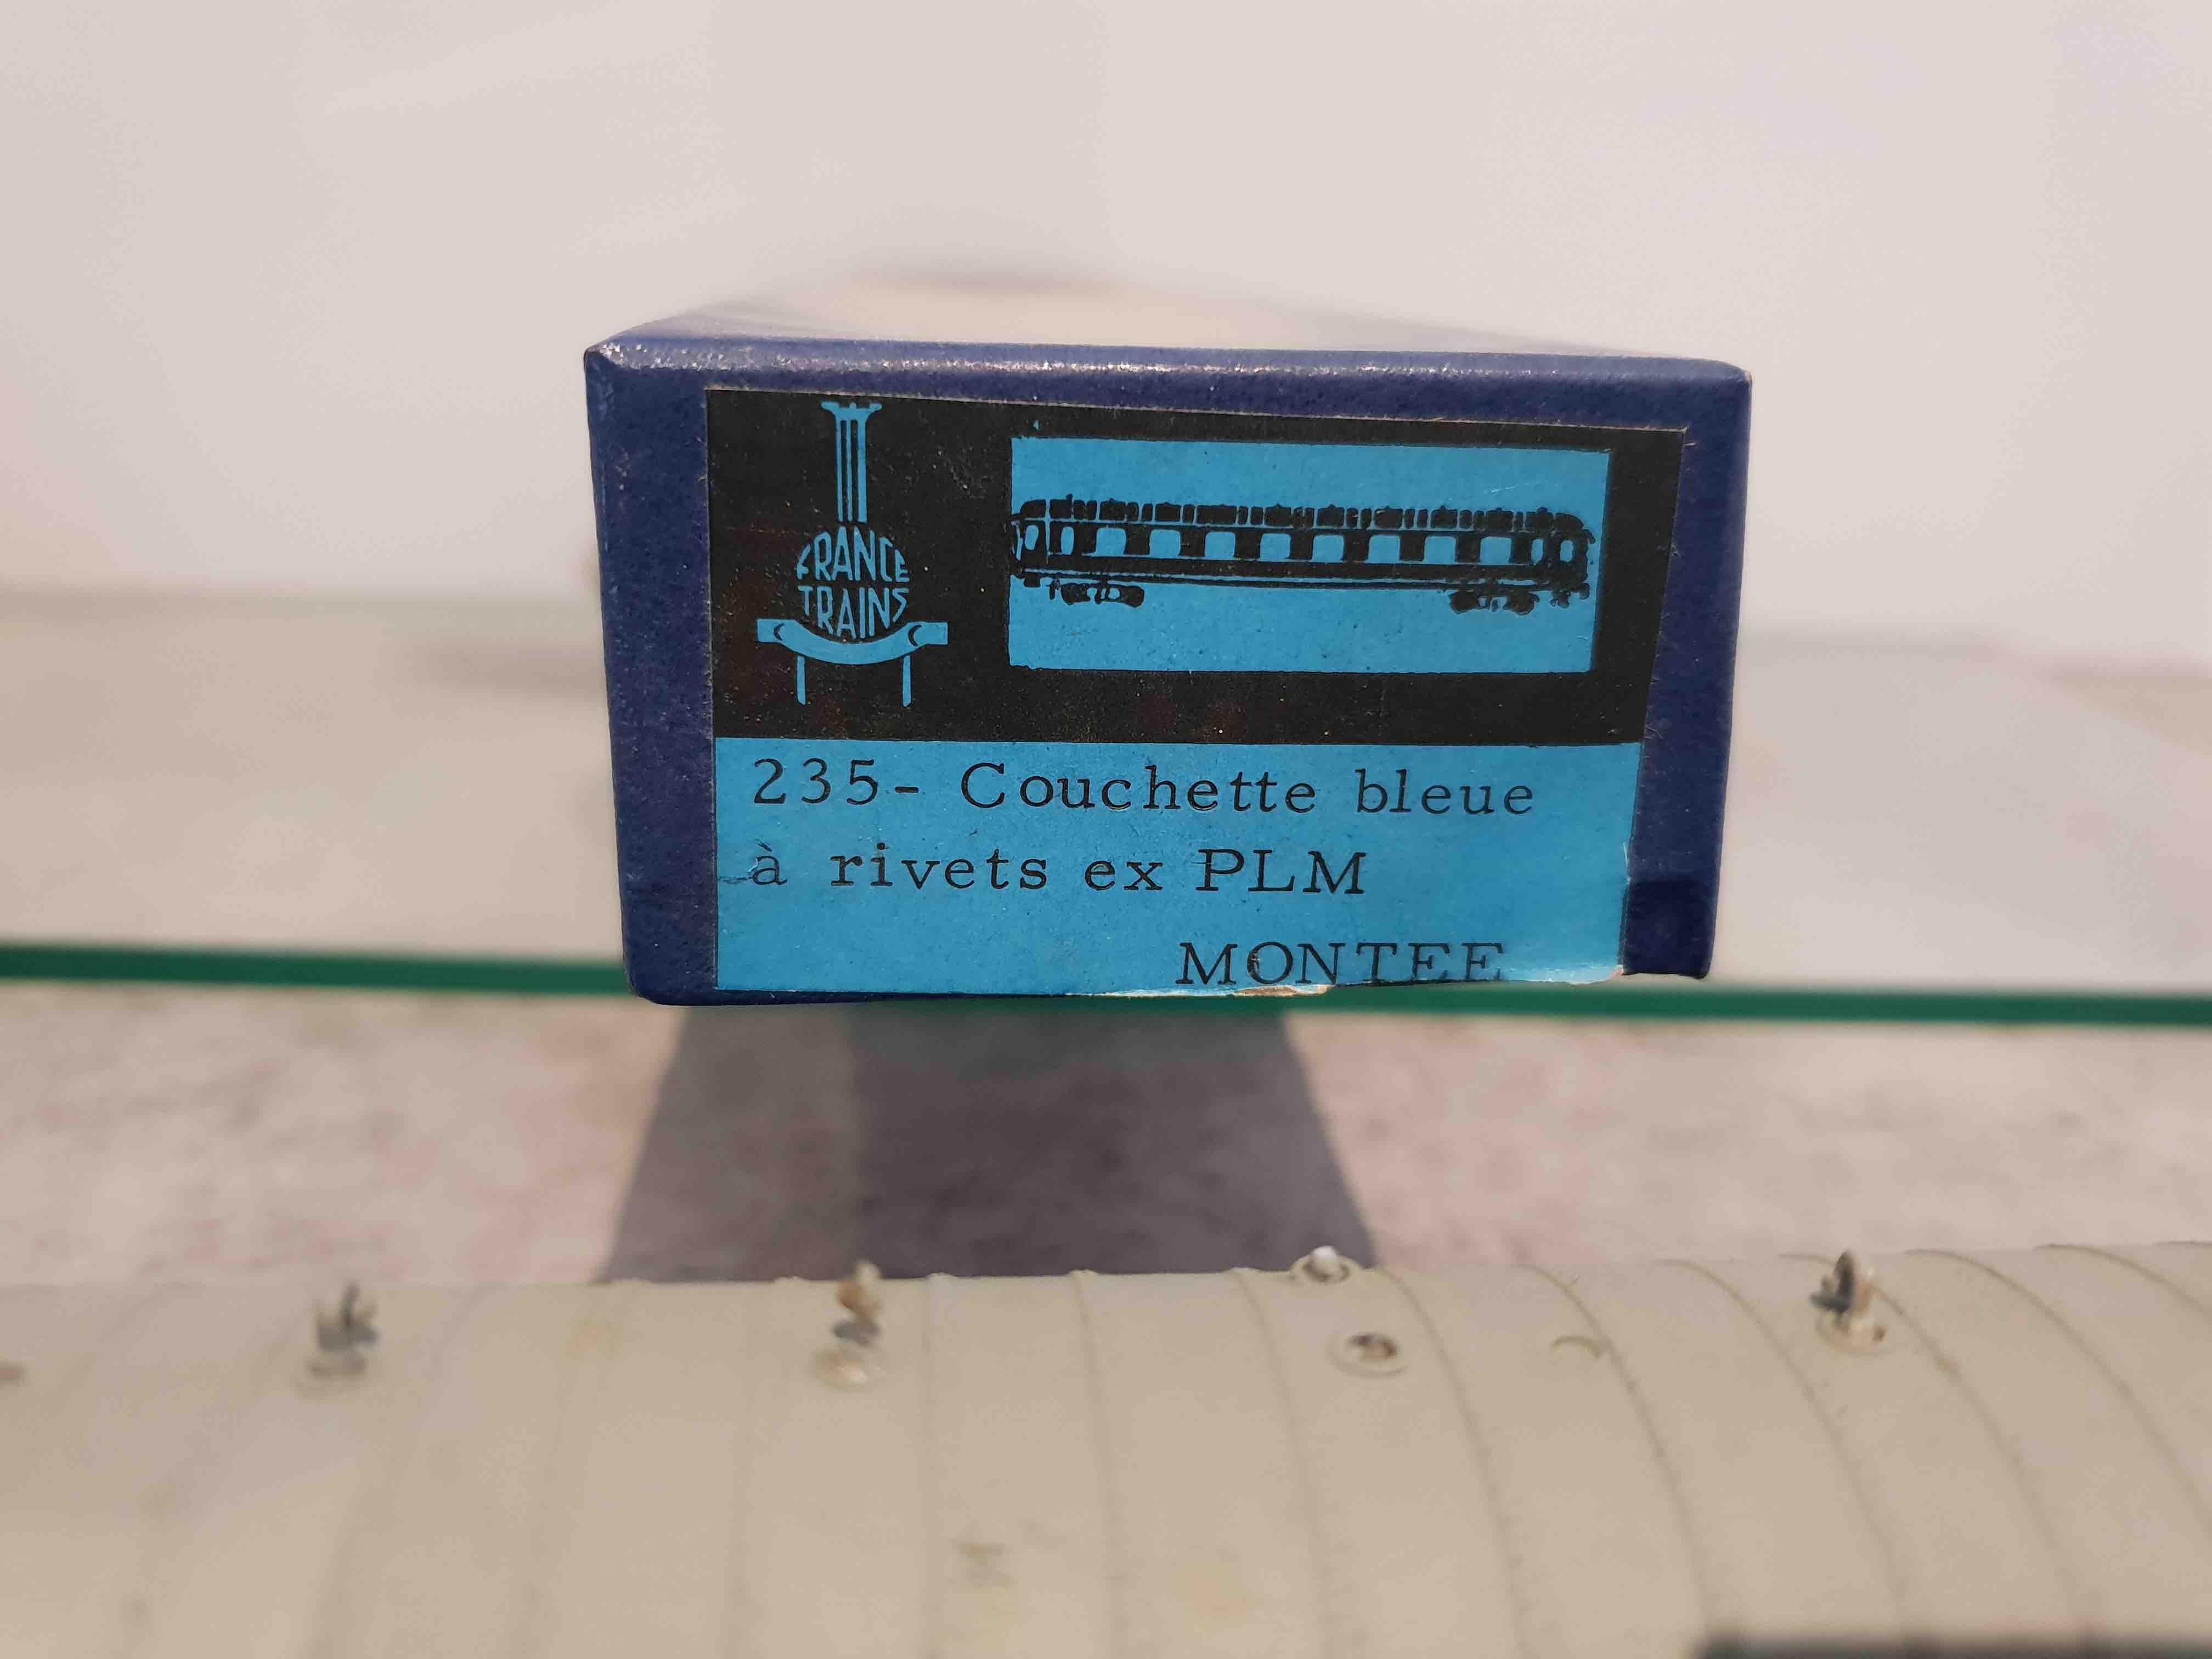 FRANCE
TRAINS
235- Couchette bleue
à rivets ex PLM
MONTEE